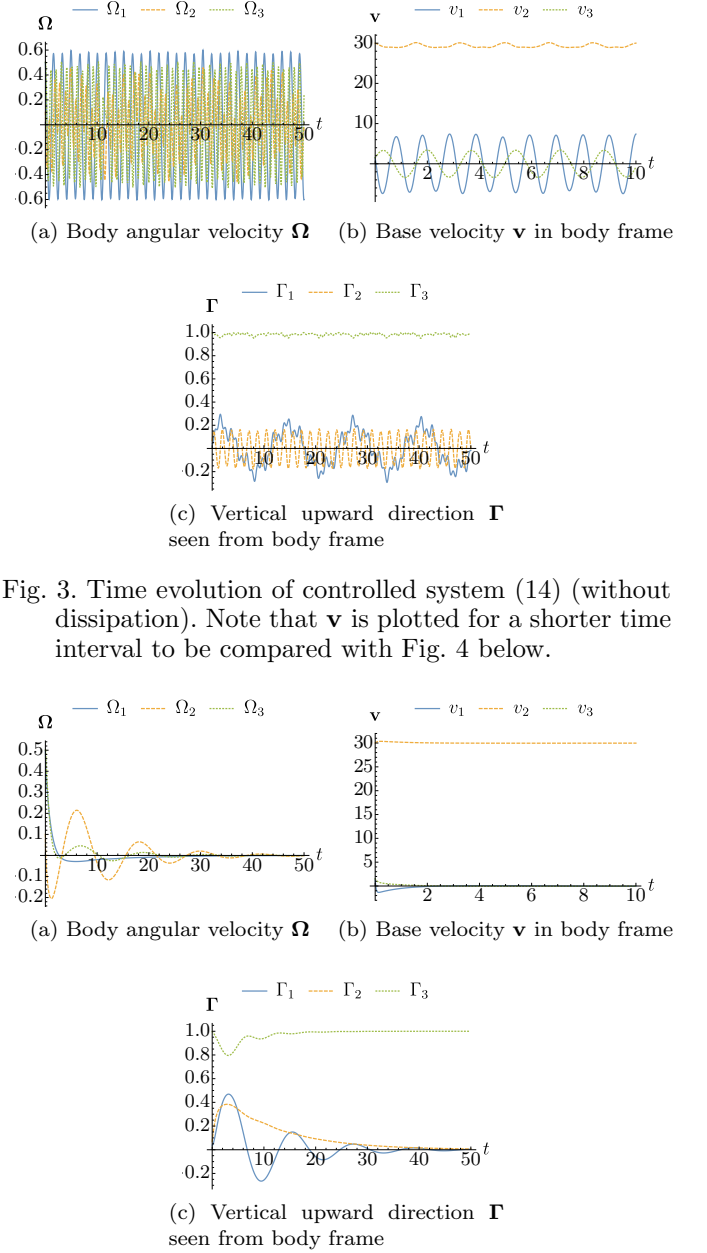 Ω₁ Ω₂ Ω₃
Ω
0.6
0.4
0.2
10 20 30 40 50 t
-0.2
0.4
-0.6
(a) Body angular velocity Ω
v₁ v₂ v₃
v
30
20
10
2 4 6 8 10 t
(b) Base velocity v in body frame
Γ₁ Γ₂ Γ₃
Γ
1.0
0.8
0.6
0.4
0.2
10 20 30 40 50 t
-0.2
(c) Vertical upward direction Γ
seen from body frame
Fig. 3. Time evolution of controlled system (14) (without
dissipation). Note that v is plotted for a shorter time
interval to be compared with Fig. 4 below.
Ω₁ Ω₂ Ω₃
Ω
0.5
0.4
0.3
0.2
0.1
10 20 30 40 50 t
-0.1
-0.2
(a) Body angular velocity Ω
v₁ v₂ v₃
v
30
25
20
15
10
5
2 4 6 8 10 t
(b) Base velocity v in body frame
Γ₁ Γ₂ Γ₃
Γ
1.0
0.8
0.6
0.4
0.2
10 20 30 40 50 t
-0.2
(c) Vertical upward direction Γ
seen from body frame